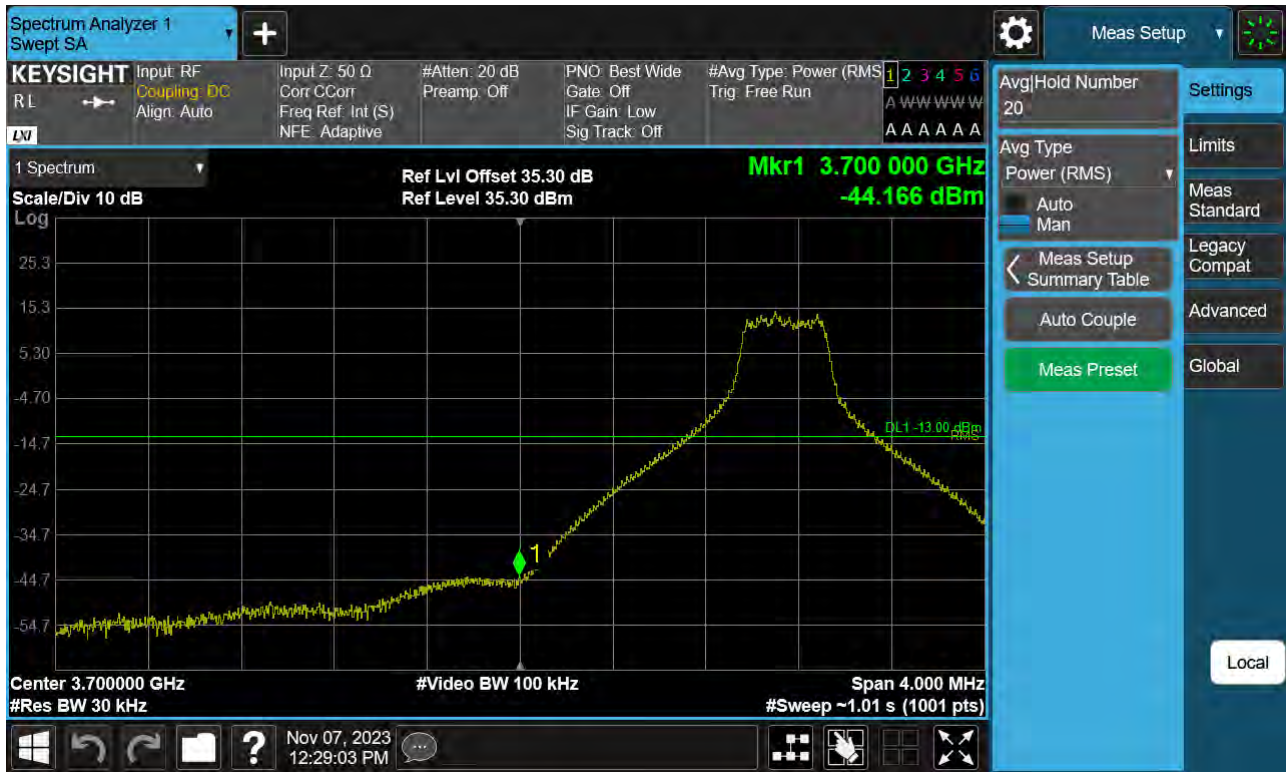 Spectrum Analyzer 1
Swept SA
Meas Setup
KEYSIGHT
RL
LXI
Input: RF
Coupling: DC
Align: Auto
Input Z: 50 Ω
Corr CCorr
Freq Ref: Int (S)
NFE: Adaptive
#Atten: 20 dB
Preamp: Off
PNO: Best Wide
Gate: Off
IF Gain: Low
Sig Track: Off
#Avg Type: Power (RMS
Trig: Free Run
1 2 3 4 5 6
A W W W W W
A A A A A A
1 Spectrum
Scale/Div 10 dB
Log
Ref Lvl Offset 35.30 dB
Ref Level 35.30 dBm
Mkr1 3.700 000 GHz
-44.166 dBm
25.3
15.3
5.30
-4.70
-14.7
-24.7
-34.7
-44.7
-54.7
DL1 -13.00 dBm
RMS
1
Center 3.700000 GHz
#Res BW 30 kHz
#Video BW 100 kHz
Span 4.000 MHz
#Sweep ~1.01 s (1001 pts)
Avg|Hold Number
20
Avg Type
Power (RMS)
Auto
Man
Meas Setup
Summary Table
Auto Couple
Meas Preset
Settings
Limits
Meas
Standard
Legacy
Compat
Advanced
Global
Local
?
Nov 07, 2023
12:29:03 PM